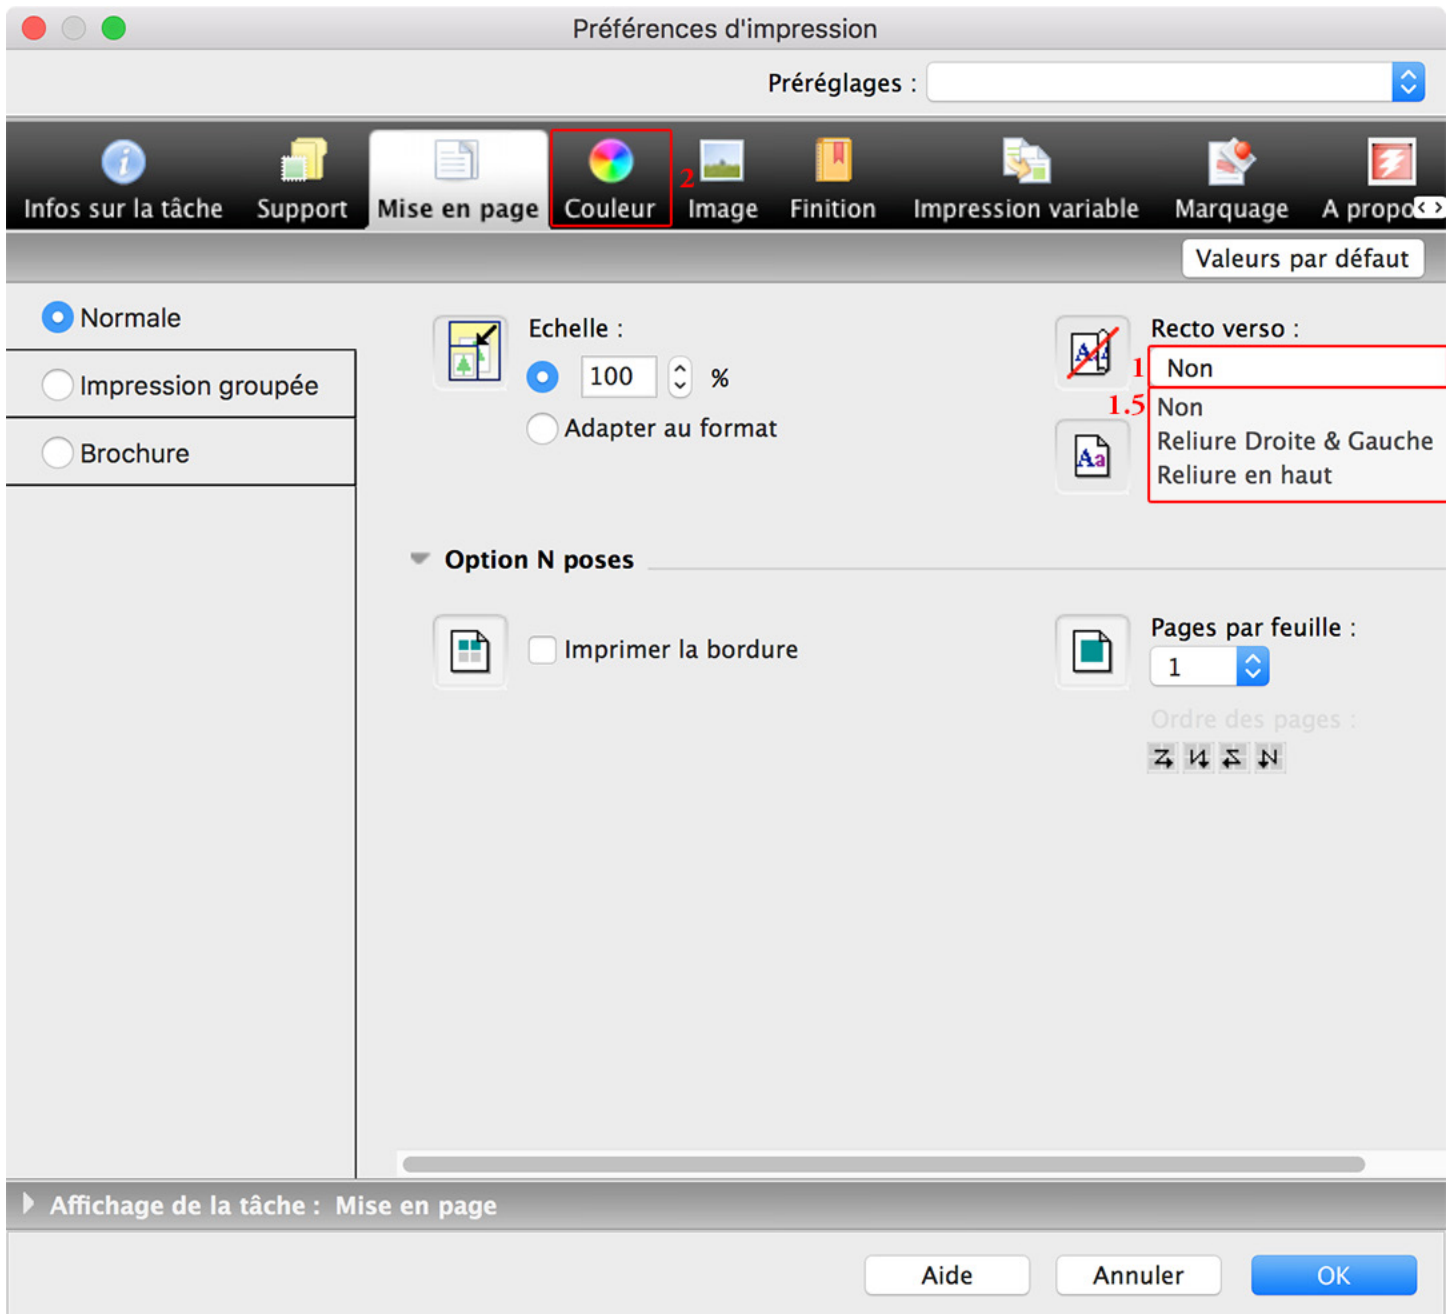 Préférences d'impression
Préréglages :
Infos sur la tâche Support Mise en page Couleur 2 Image Finition Impression variable Marquage A propo
Valeurs par défaut
Normale
Impression groupée
Brochure
Echelle :
100 %
Adapter au format
Recto verso :
1 Non
1.5 Non
Reliure Droite & Gauche
Reliure en haut
Option N poses
Imprimer la bordure
Pages par feuille :
1
Ordre des pages :
Affichage de la tâche : Mise en page
Aide Annuler OK